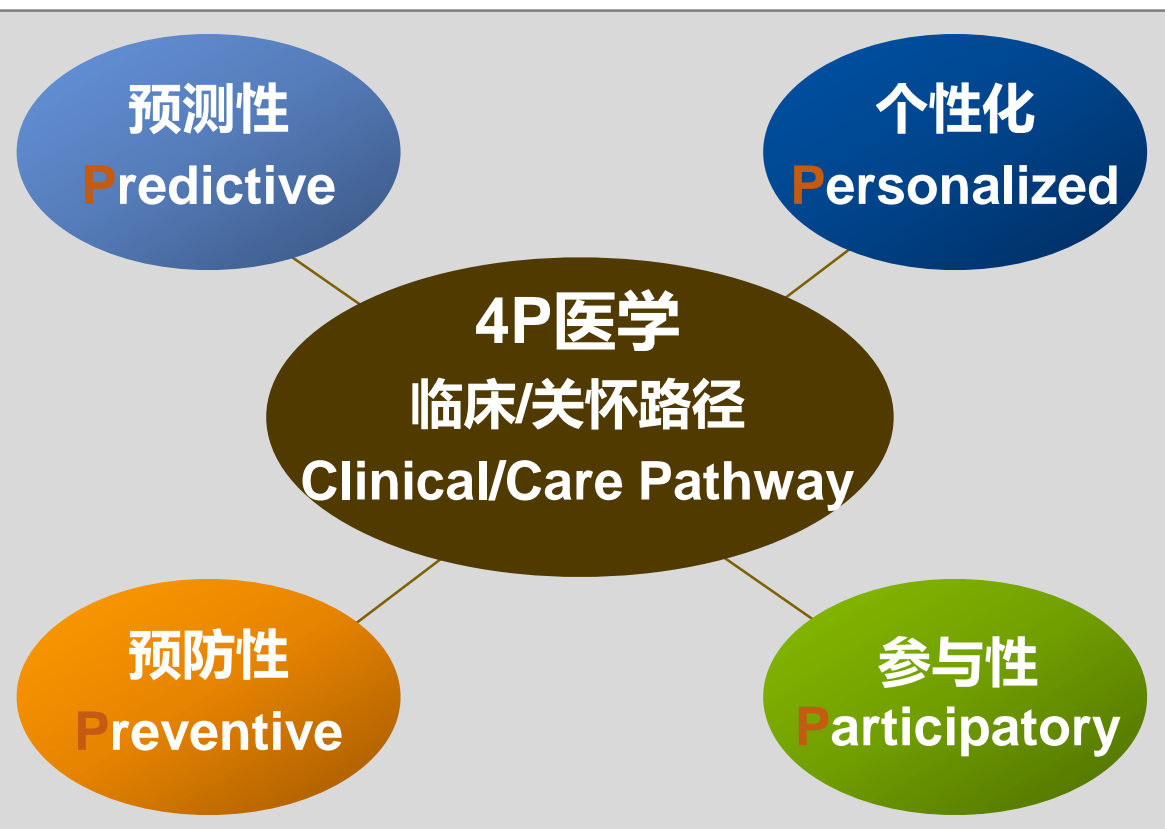 预测性
Predictive
个性化
Personalized
4P医学
临床/关怀路径
Clinical/Care Pathway
预防性
Preventive
参与性
Participatory